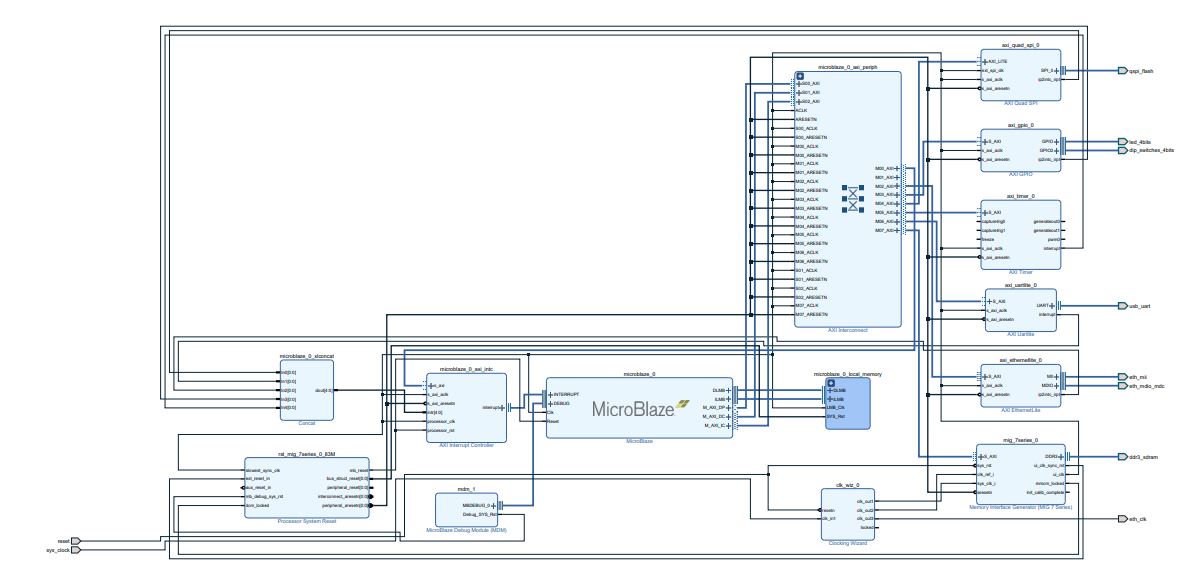 axi_quad_spi_0
AXI_LITE
ext_spi_clk
s_axi_aclk
s_axi_aresetn
SPI_0
ip2intc_irpt
AXI Quad SPI
qspi_flash
microblaze_0_axi_periph
S00_AXI
S01_AXI
S02_AXI
ACLK
ARESETN
S00_ACLK
S00_ARESETN
M00_ACLK
M00_ARESETN
M01_ACLK
M01_ARESETN
M02_ACLK
M02_ARESETN
M03_ACLK
M03_ARESETN
M04_ACLK
M04_ARESETN
M05_ACLK
M05_ARESETN
M06_ACLK
M06_ARESETN
S01_ACLK
S01_ARESETN
S02_ACLK
S02_ARESETN
M07_ACLK
M07_ARESETN
M00_AXI
M01_AXI
M02_AXI
M03_AXI
M04_AXI
M05_AXI
M06_AXI
M07_AXI
AXI Interconnect
axi_gpio_0
S_AXI
s_axi_aclk
s_axi_aresetn
GPIO
GPIO2
ip2intc_irpt
AXI GPIO
led_4bits
dip_switches_4bits
axi_timer_0
S_AXI
capturetrig0
capturetrig1
freeze
s_axi_aclk
s_axi_aresetn
generateout0
generateout1
pwm0
interrupt
AXI Timer
axi_uartlite_0
S_AXI
s_axi_aclk
s_axi_aresetn
UART
interrupt
AXI Uartlite
usb_uart
axi_ethernetlite_0
S_AXI
s_axi_aclk
s_axi_aresetn
MII
MDIO
ip2intc_irpt
AXI EthernetLite
eth_mii
eth_mdio_mdc
microblaze_0_xlconcat
In0[0:0]
In1[0:0]
In2[0:0]
In3[0:0]
In4[0:0]
dout[4:0]
Concat
microblaze_0_axi_intc
s_axi
s_axi_aclk
s_axi_aresetn
intr[4:0]
processor_clk
processor_rst
interrupt
AXI Interrupt Controller
microblaze_0
INTERRUPT
DEBUG
Clk
Reset
MicroBlaze
DLMB
ILMB
M_AXI_DP
M_AXI_DC
M_AXI_IC
MicroBlaze
microblaze_0_local_memory
DLMB
ILMB
LMB_Clk
SYS_Rst
rst_mig_7series_0_83M
slowest_sync_clk
ext_reset_in
aux_reset_in
mb_debug_sys_rst
dcm_locked
mb_reset
bus_struct_reset[0:0]
peripheral_reset[0:0]
interconnect_aresetn[0:0]
peripheral_aresetn[0:0]
Processor System Reset
mdm_1
MBDEBUG_0
Debug_SYS_Rst
MicroBlaze Debug Module (MDM)
clk_wiz_0
resetn
clk_in1
clk_out1
clk_out2
clk_out3
locked
Clocking Wizard
mig_7series_0
S_AXI
sys_rst
clk_ref_i
sys_clk_i
aresetn
DDR3
ui_clk_sync_rst
ui_clk
mmcm_locked
init_calib_complete
Memory Interface Generator (MIG 7 Series)
ddr3_sdram
eth_clk
reset
sys_clock